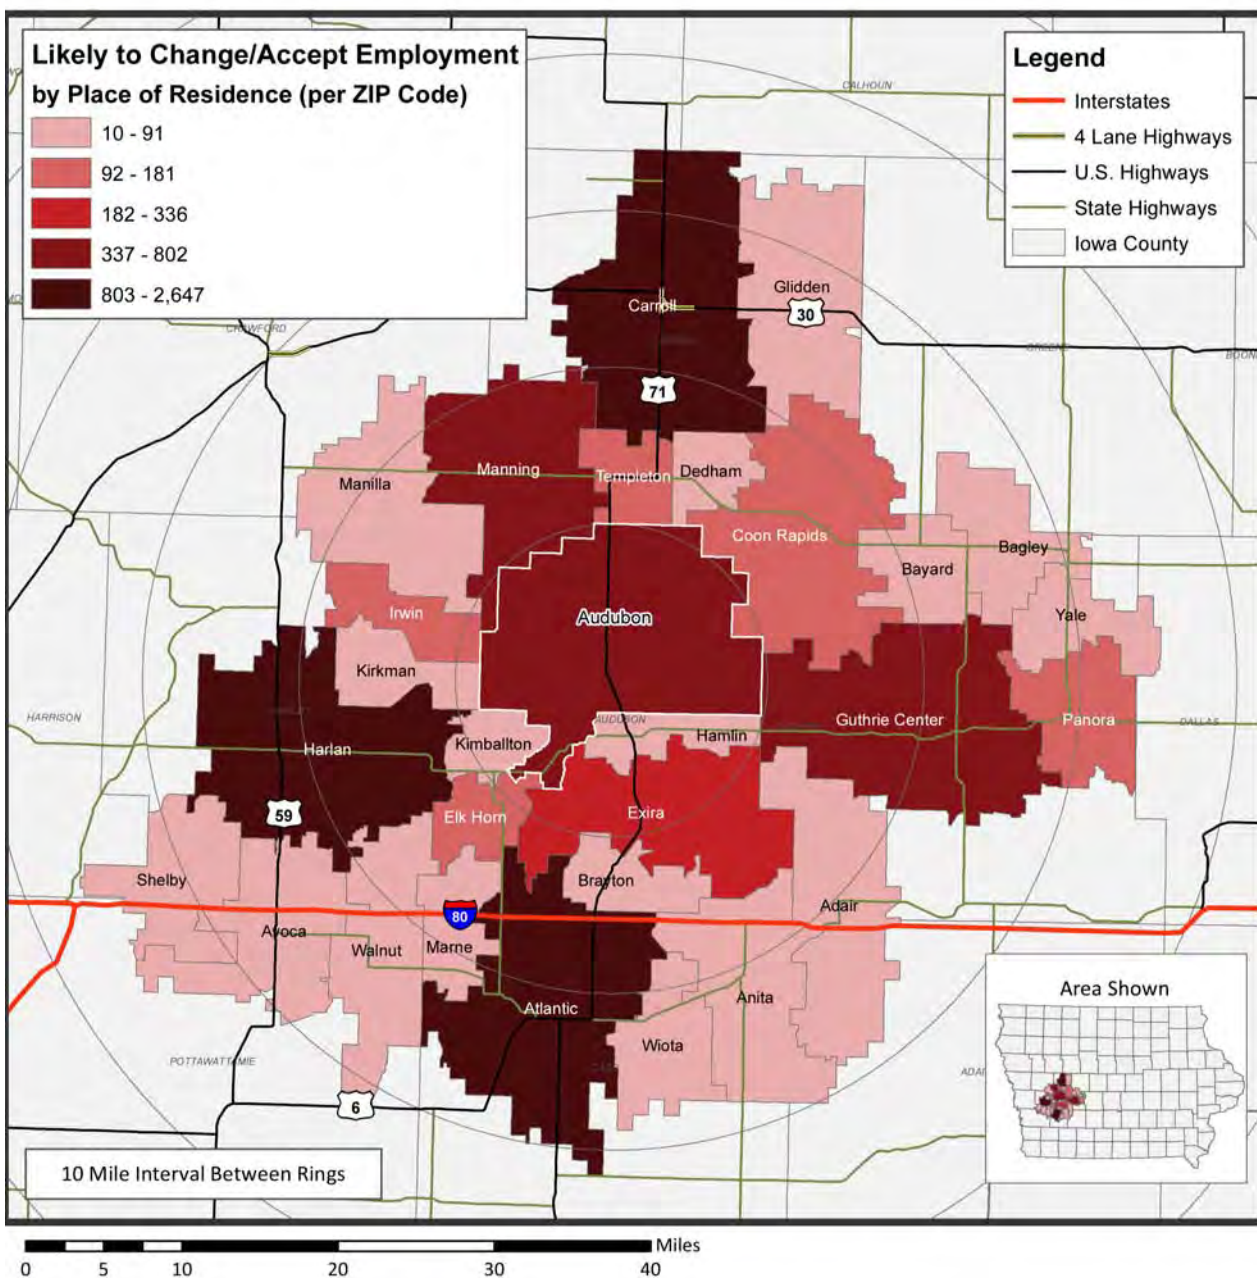 Likely to Change/Accept Employment
by Place of Residence (per ZIP Code)
10 - 91
92 - 181
182 - 336
337 - 802
803 - 2,647
Legend
Interstates
4 Lane Highways
U.S. Highways
State Highways
Iowa County
CALHOUN
Glidden
Carroll
30
CRAWFORD
GREENE
71
Manning
Templeton
Dedham
Manilla
Coon Rapids
Bagley
Bayard
Irwin
Audubon
Yale
Kirkman
HARRISON
AUDUBON
Guthrie Center
Panora
DALLAS
Hamlin
Kimballton
Harlan
59
Elk Horn
Exira
Shelby
Brayton
80
Adair
Avoca
Walnut
Marne
Anita
Atlantic
Wiota
POTTAWATTAMIE
6
Area Shown
10 Mile Interval Between Rings
Miles
0 5 10 20 30 40